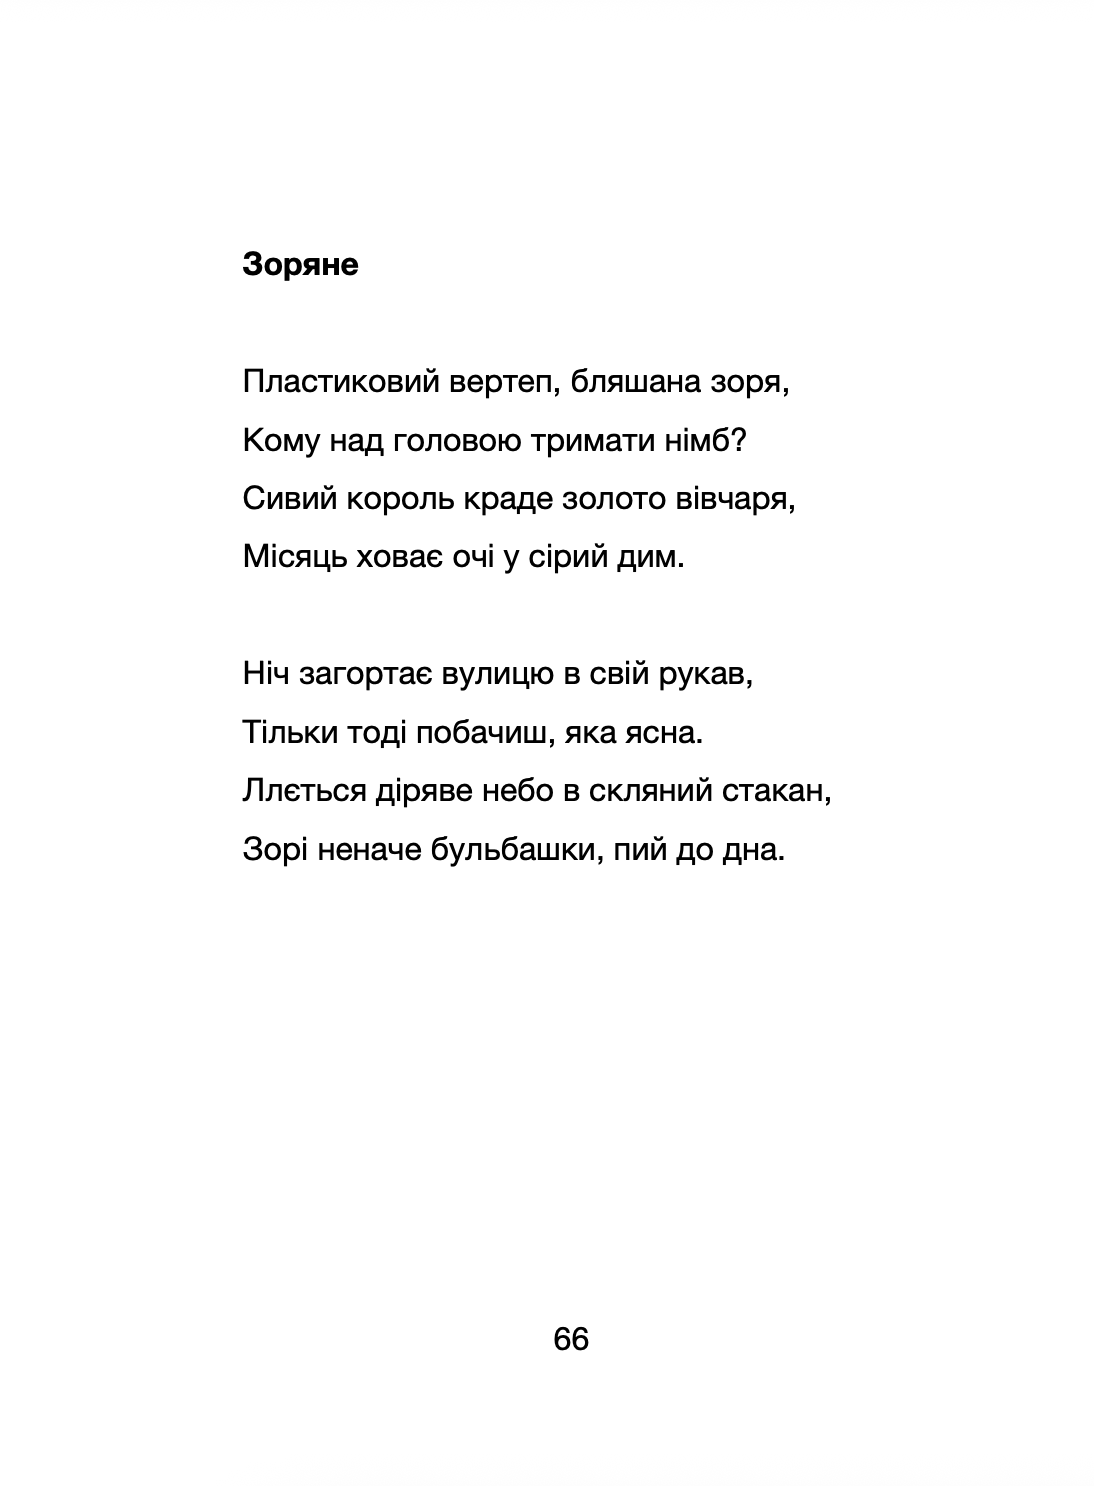 Зоряне
Пластиковий вертеп, бляшана зоря,
Кому над головою тримати німб?
Сивий король краде золото вівчаря,
Місяць ховає очі у сірий дим.
Ніч загортає вулицю в свій рукав,
Тільки тоді побачиш, яка ясна.
Ллється діряве небо в скляний стакан,
Зорі неначе бульбашки, пий до дна.
66